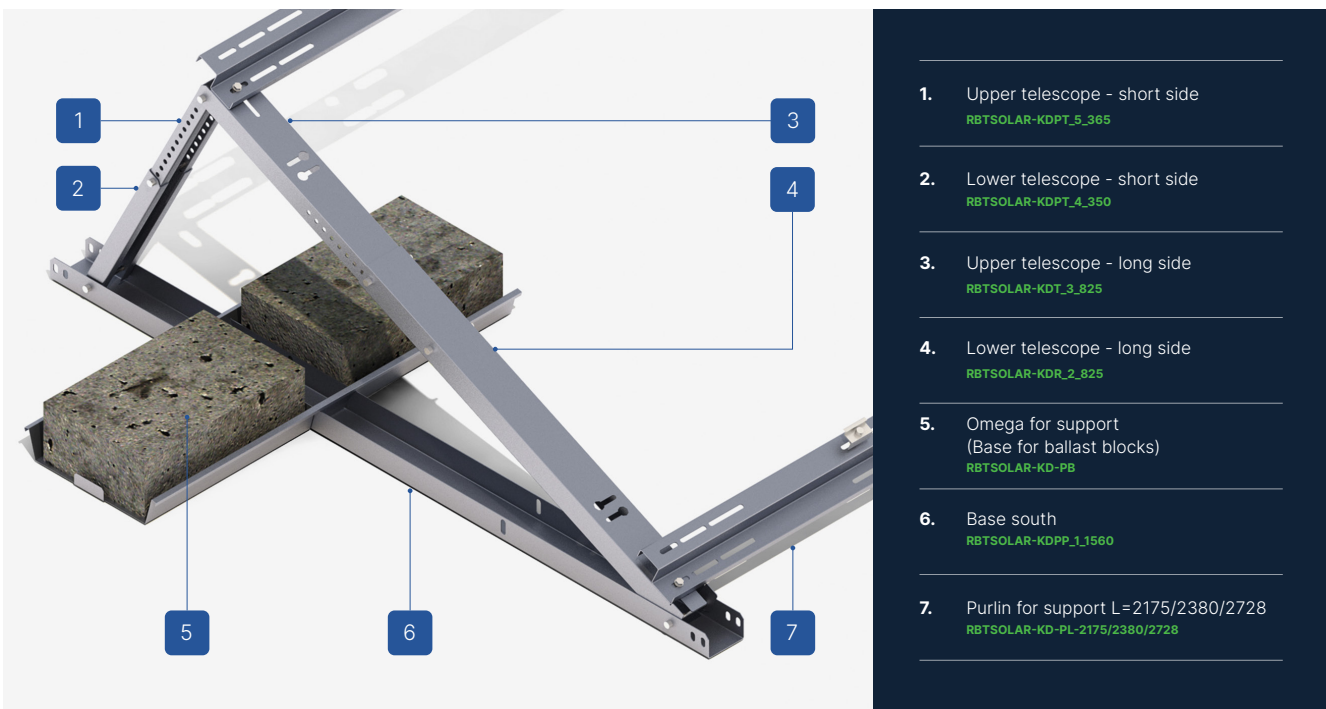 1
2
3
4
5
6
7
1. Upper telescope - short side
RBTSOLAR-KDPT_5_365
2. Lower telescope - short side
RBTSOLAR-KDPT_4_350
3. Upper telescope - long side
RBTSOLAR-KDT_3_825
4. Lower telescope - long side
RBTSOLAR-KDR_2_825
5. Omega for support
(Base for ballast blocks)
RBTSOLAR-KD-PB
6. Base south
RBTSOLAR-KDPP_1_1560
7. Purlin for support L=2175/2380/2728
RBTSOLAR-KD-PL-2175/2380/2728